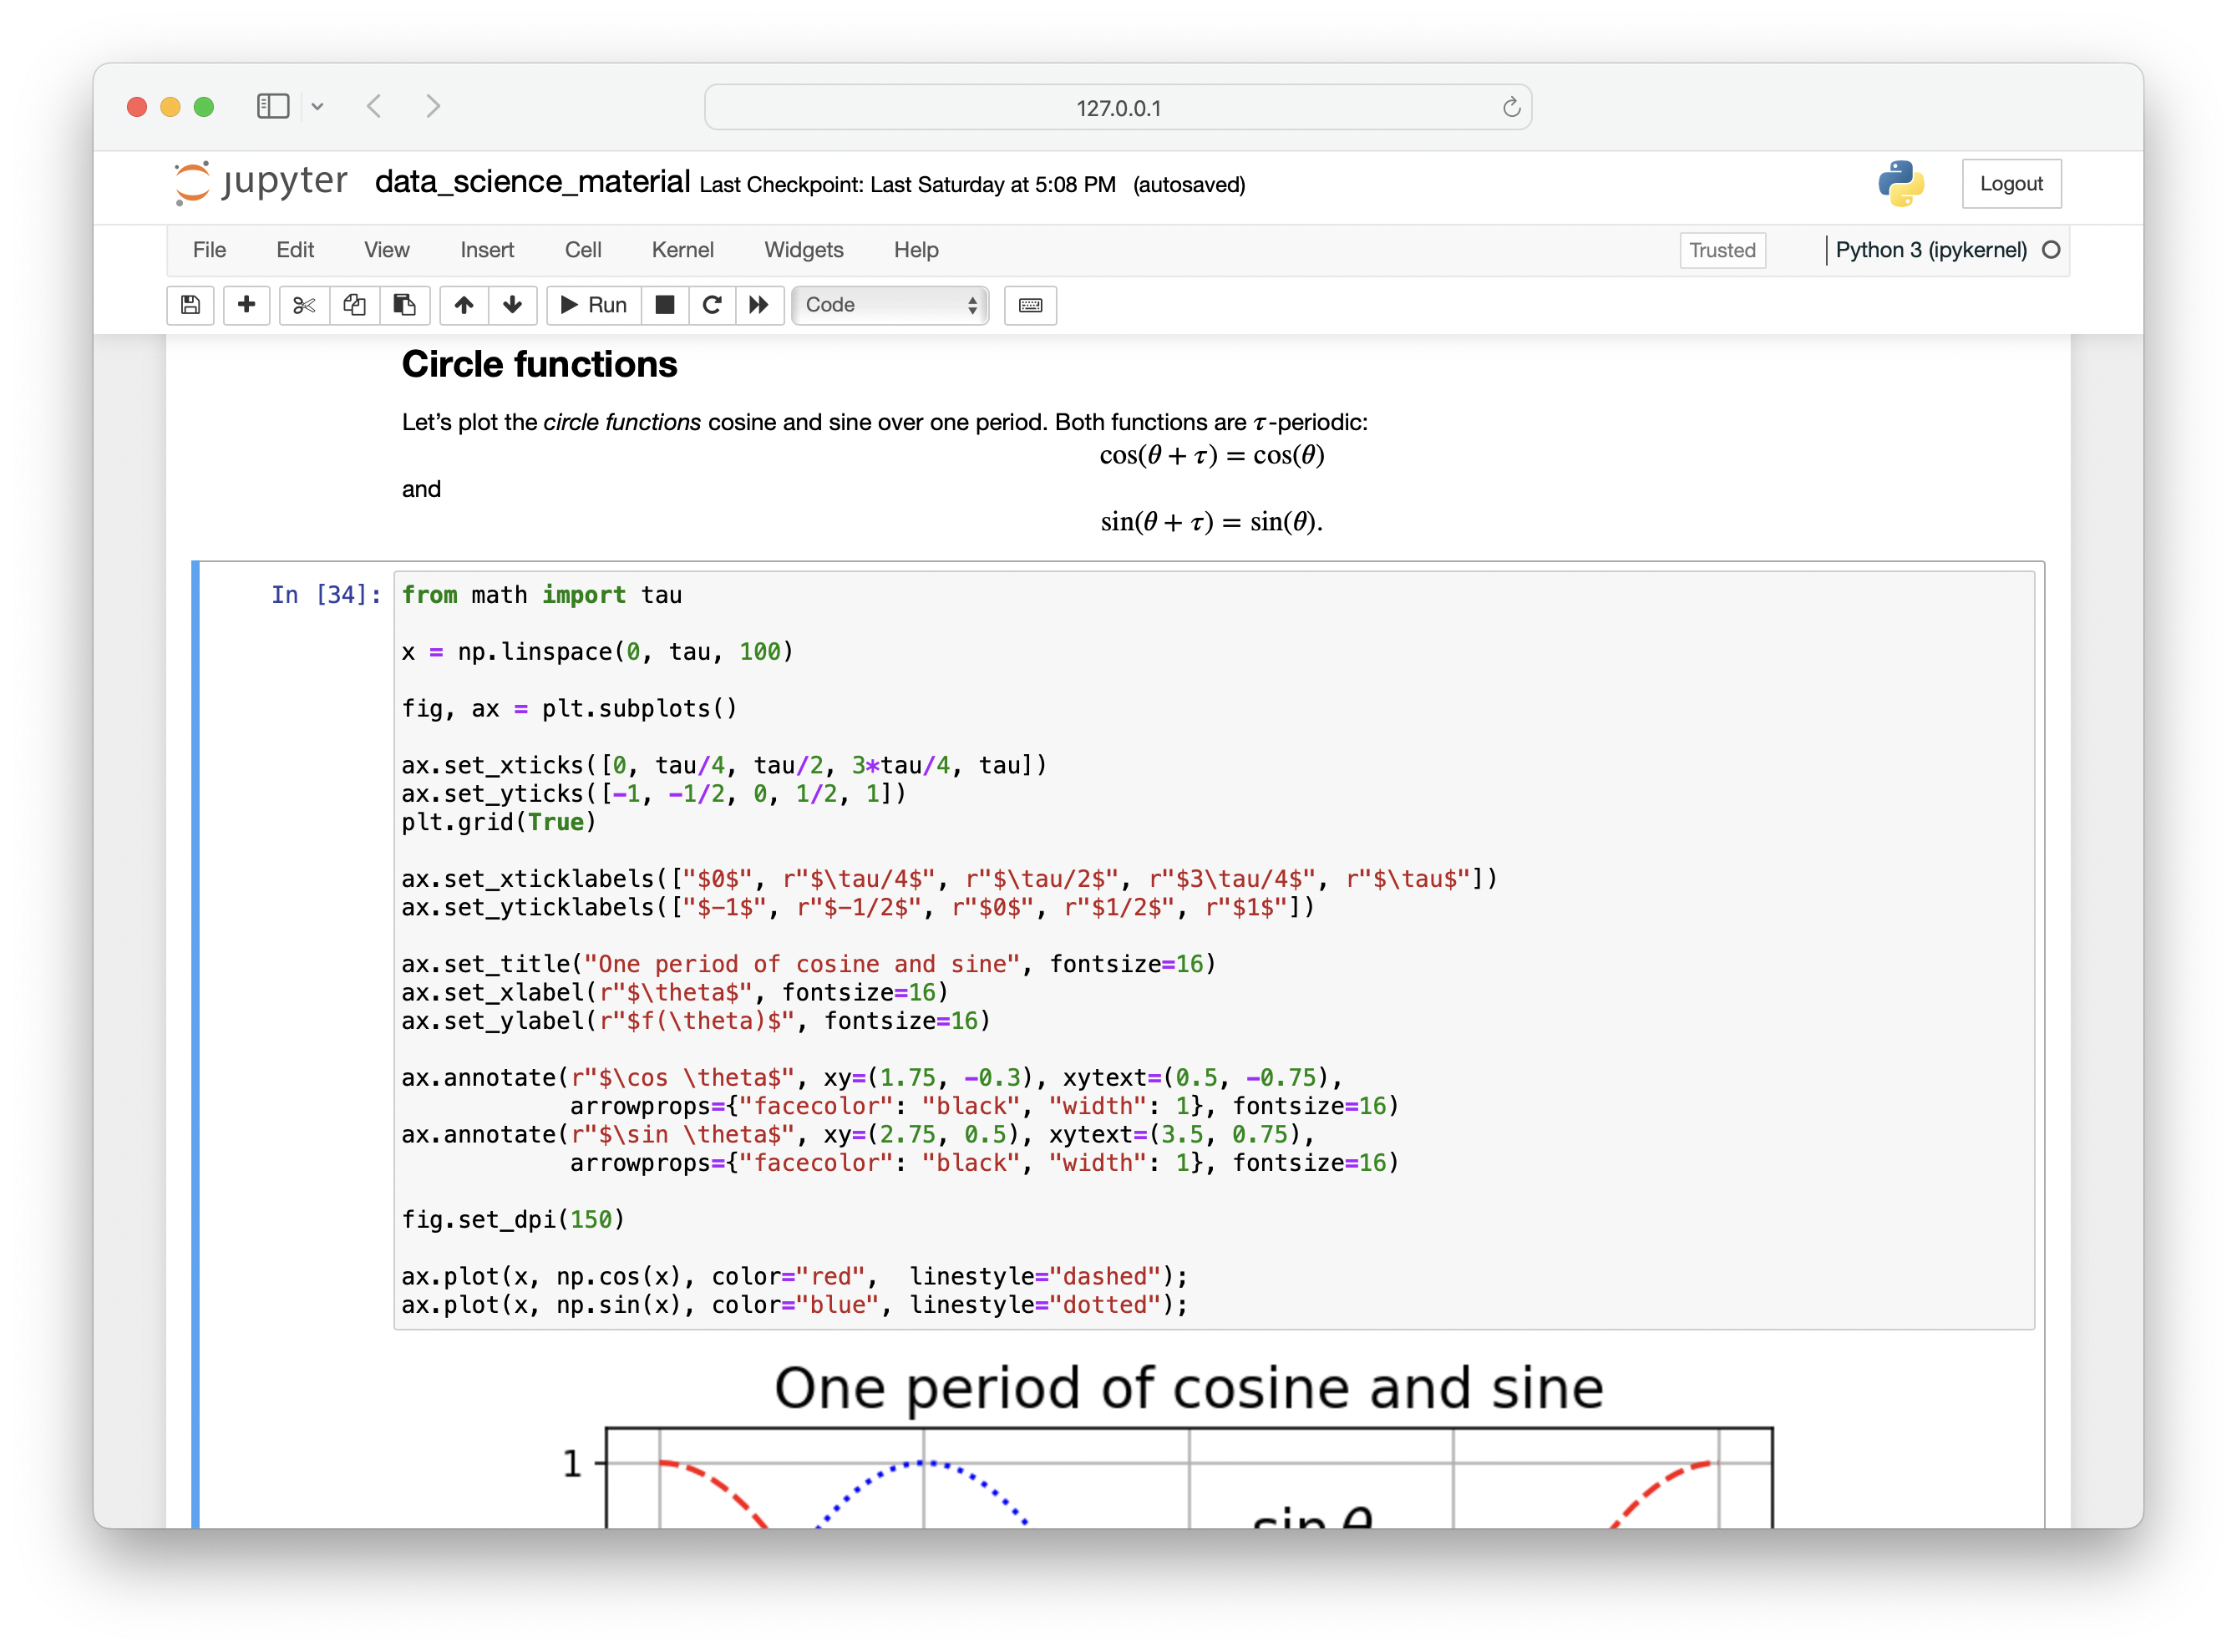 127.0.0.1
jupyter data_science_material Last Checkpoint: Last Saturday at 5:08 PM (autosaved) Logout
File Edit View Insert Cell Kernel Widgets Help Trusted Python 3 (ipykernel)
Run Code
Circle functions
Let’s plot the circle functions cosine and sine over one period. Both functions are τ-periodic:
cos(θ + τ) = cos(θ)
and
sin(θ + τ) = sin(θ).
In [34]: from math import tau
x = np.linspace(0, tau, 100)
fig, ax = plt.subplots()
ax.set_xticks([0, tau/4, tau/2, 3*tau/4, tau])
ax.set_yticks([-1, -1/2, 0, 1/2, 1])
plt.grid(True)
ax.set_xticklabels(["$0$", r"$\tau/4$", r"$\tau/2$", r"$3\tau/4$", r"$\tau$"])
ax.set_yticklabels(["$-1$", r"$-1/2$", r"$0$", r"$1/2$", r"$1$"])
ax.set_title("One period of cosine and sine", fontsize=16)
ax.set_xlabel(r"$\theta$", fontsize=16)
ax.set_ylabel(r"$f(\theta)$", fontsize=16)
ax.annotate(r"$\cos \theta$", xy=(1.75, -0.3), xytext=(0.5, -0.75),
            arrowprops={"facecolor": "black", "width": 1}, fontsize=16)
ax.annotate(r"$\sin \theta$", xy=(2.75, 0.5), xytext=(3.5, 0.75),
            arrowprops={"facecolor": "black", "width": 1}, fontsize=16)
fig.set_dpi(150)
ax.plot(x, np.cos(x), color="red",  linestyle="dashed");
ax.plot(x, np.sin(x), color="blue", linestyle="dotted");
One period of cosine and sine
1
sin θ